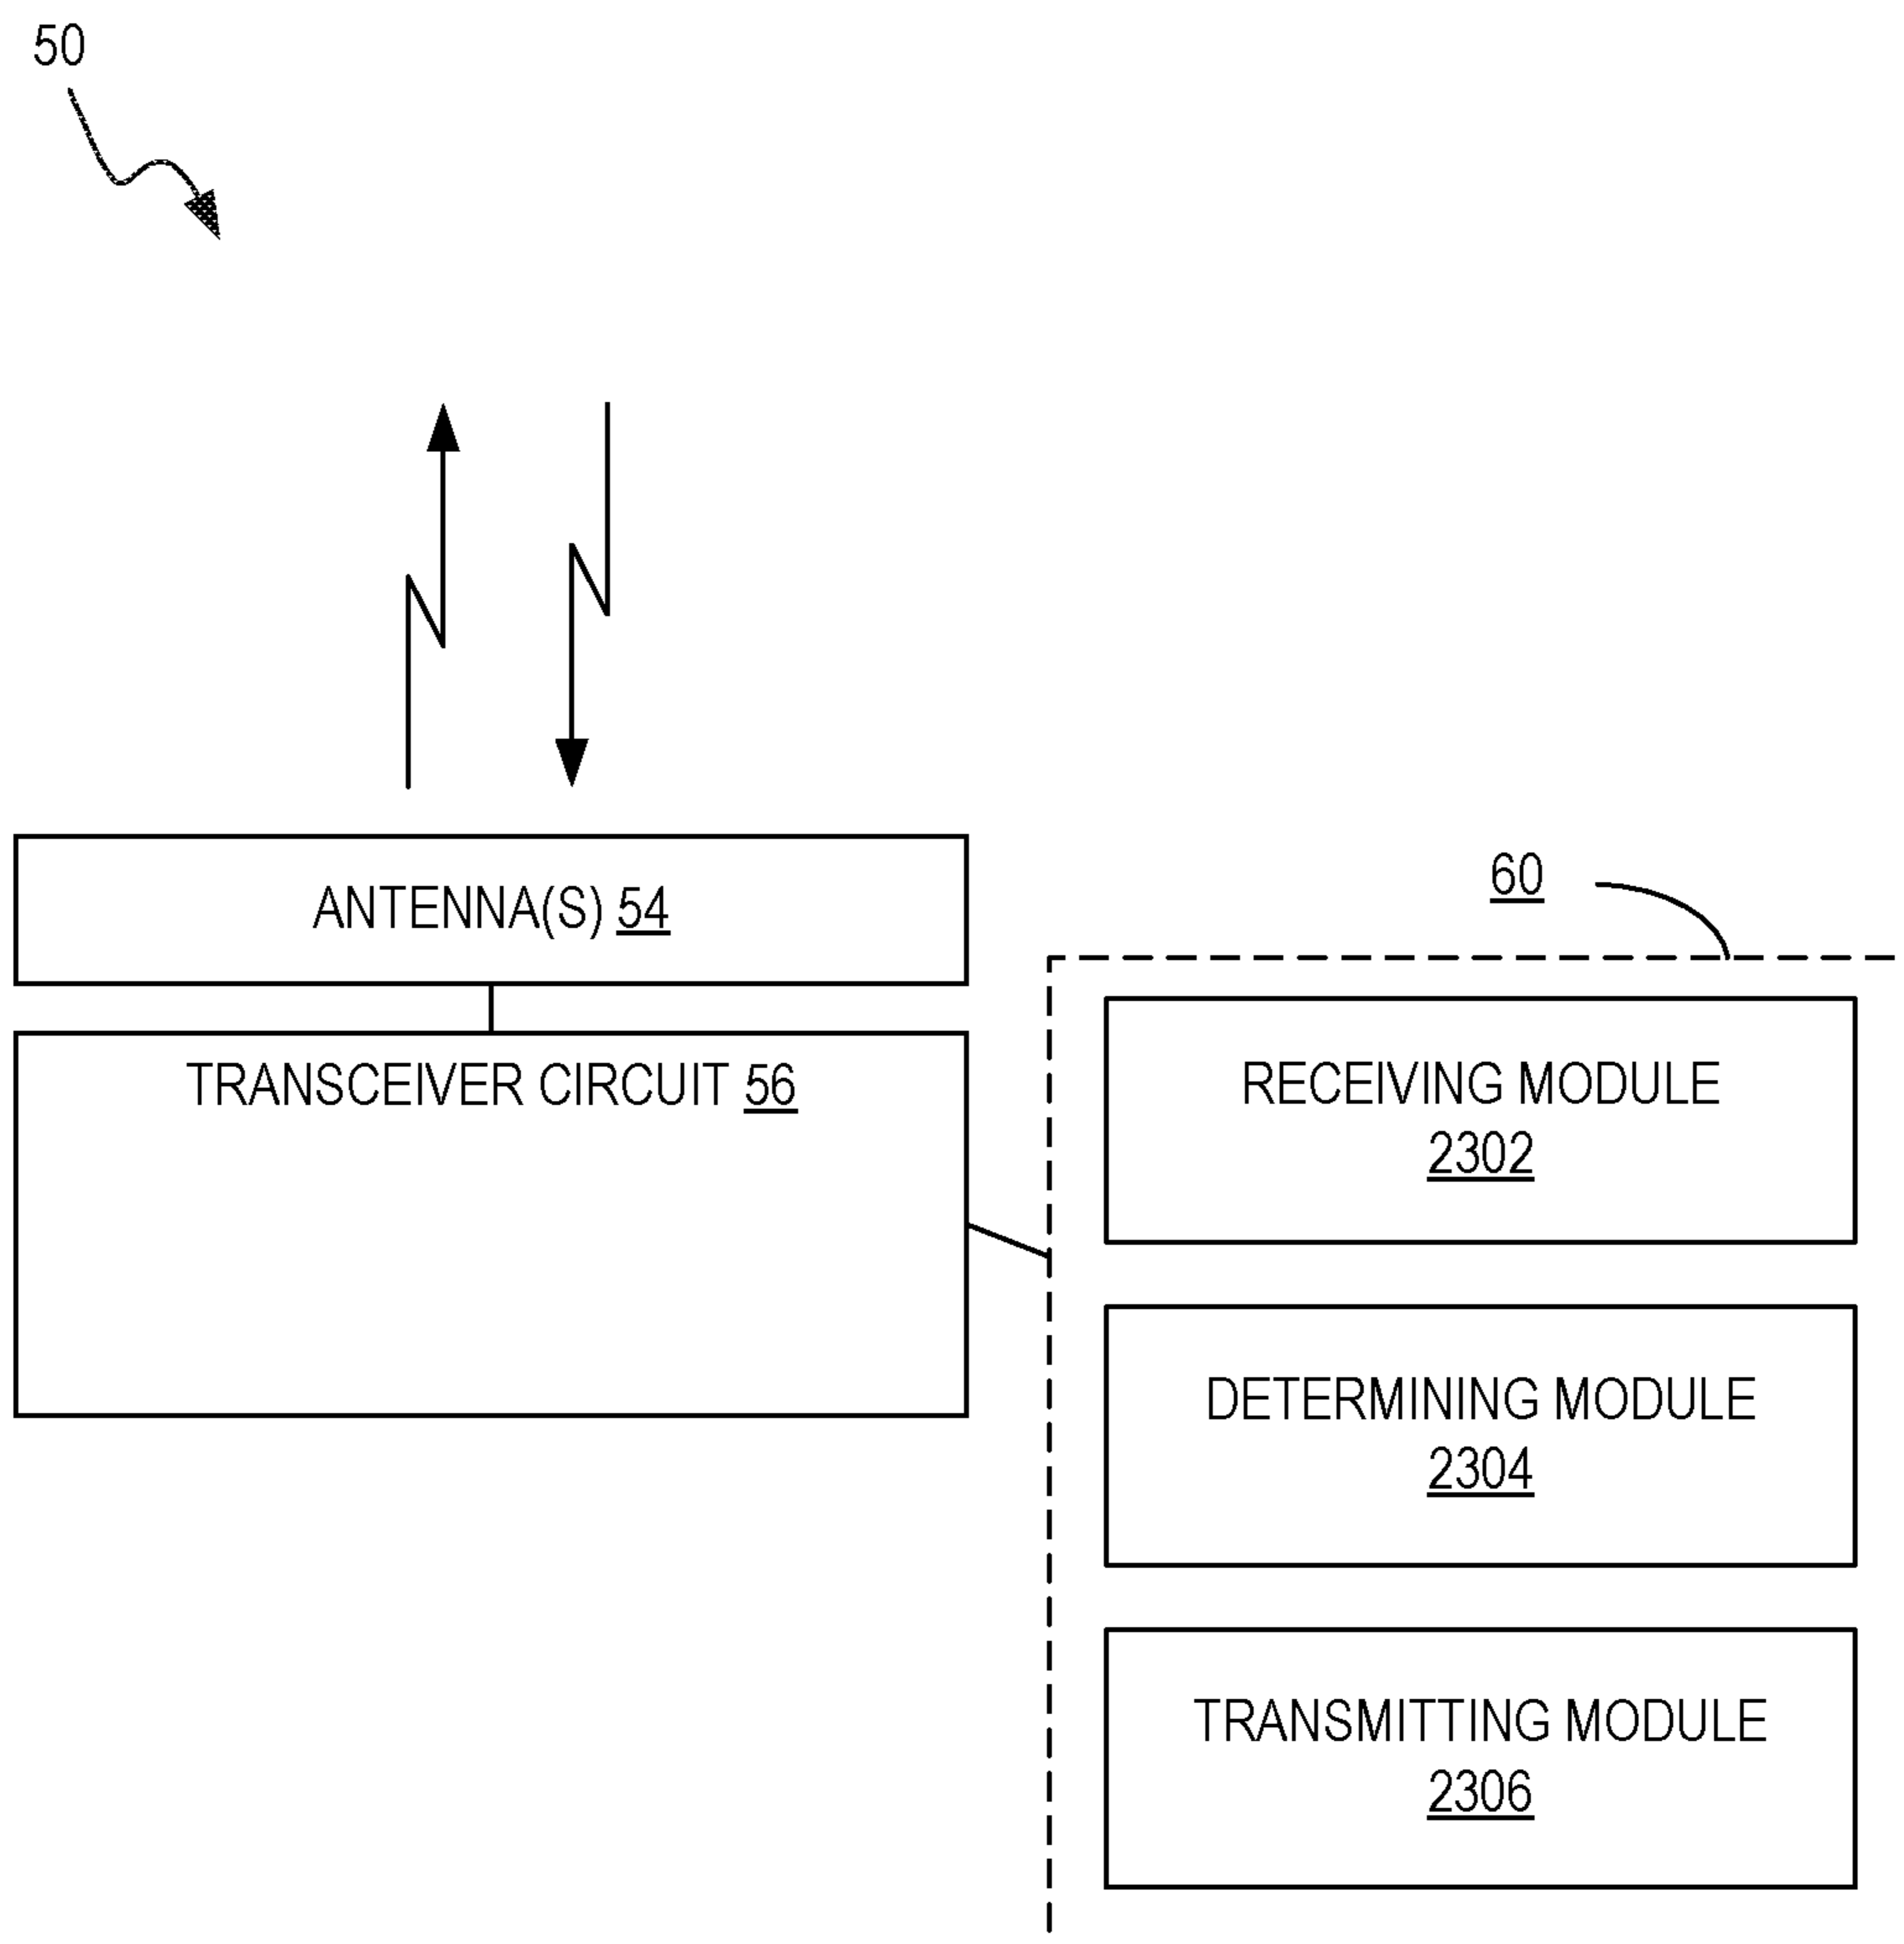 50
ANTENNA(S) 54
60
TRANSCEIVER CIRCUIT 56
RECEIVING MODULE
2302
DETERMINING MODULE
2304
TRANSMITTING MODULE
2306